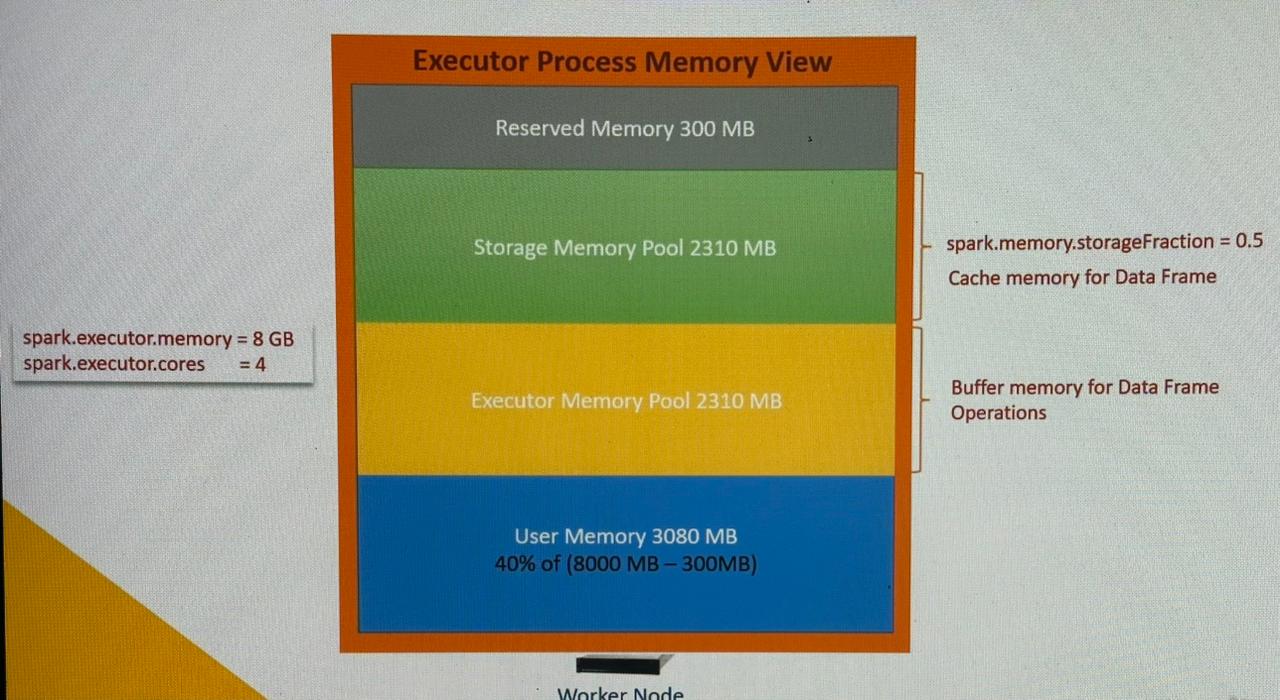 Executor Process Memory View
Reserved Memory 300 MB
Storage Memory Pool 2310 MB
spark.memory.storageFraction = 0.5
Cache memory for Data Frame
spark.executor.memory = 8 GB
spark.executor.cores = 4
Executor Memory Pool 2310 MB
Buffer memory for Data Frame
Operations
User Memory 3080 MB
40% of (8000 MB – 300MB)
Worker Node